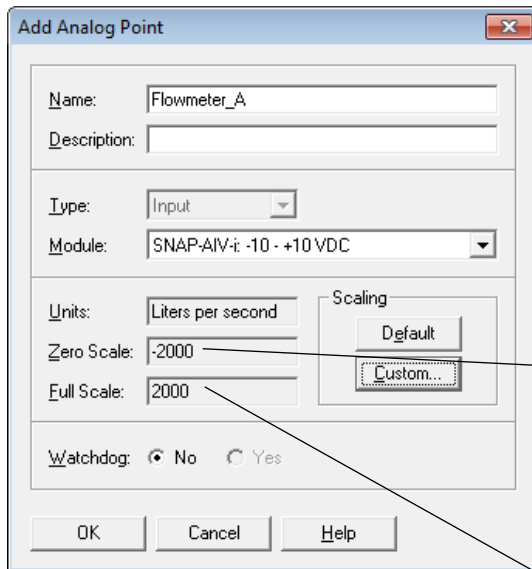 Add Analog Point
Name: Flowmeter_A
Description:
Type: Input
Module: SNAP-AIV-i: -10 - +10 VDC
Units: Liters per second
Scaling
Default
Zero Scale: -2000
Custom...
Full Scale: 2000
Watchdog: No Yes
OK Cancel Help